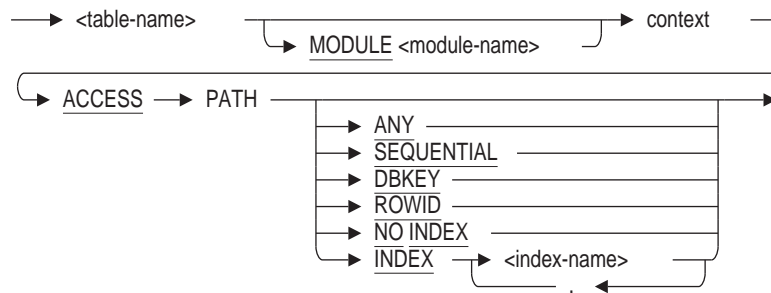 <table-name> context
MODULE <module-name>
ACCESS PATH
ANY
SEQUENTIAL
DBKEY
ROWID
NO INDEX
INDEX <index-name>
,